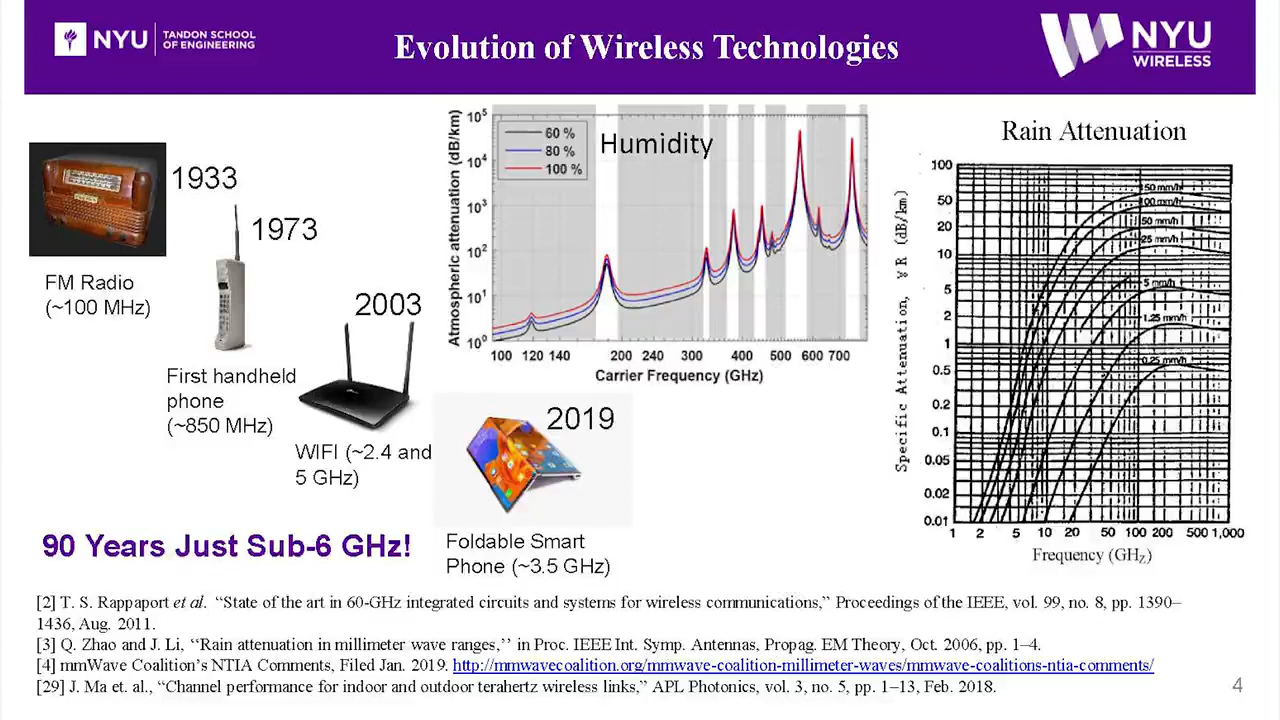 NYU
TANDON SCHOOL
OF ENGINEERING
Evolution of Wireless Technologies
NYU
WIRELESS
1933
FM Radio
(~100 MHz)
1973
First handheld
phone
(~850 MHz)
2003
WIFI (~2.4 and
5 GHz)
2019
Foldable Smart
Phone (~3.5 GHz)
90 Years Just Sub-6 GHz!
Humidity
60 %
80 %
100 %
Atmospheric attenuation (dB/km)
10^5
10^4
10^3
10^2
10^1
10^0
100 120 140 200 240 300 400 500 600 700
Carrier Frequency (GHz)
Rain Attenuation
Specific Attenuation, γR (dB/km)
100
50
20
10
5
2
1
0.5
0.2
0.1
0.05
0.02
0.01
150 mm/h
100 mm/h
50 mm/h
25 mm/h
5 mm/h
1.25 mm/h
0.25 mm/h
1 2 5 10 20 50 100 200 500 1,000
Frequency (GHz)
[2] T. S. Rappaport et al. “State of the art in 60-GHz integrated circuits and systems for wireless communications,” Proceedings of the IEEE, vol. 99, no. 8, pp. 1390–
1436, Aug. 2011.
[3] Q. Zhao and J. Li, ‘‘Rain attenuation in millimeter wave ranges,’’ in Proc. IEEE Int. Symp. Antennas, Propag. EM Theory, Oct. 2006, pp. 1–4.
[4] mmWave Coalition’s NTIA Comments, Filed Jan. 2019. http://mmwavecoalition.org/mmwave-coalition-millimeter-waves/mmwave-coalitions-ntia-comments/
[29] J. Ma et. al., “Channel performance for indoor and outdoor terahertz wireless links,” APL Photonics, vol. 3, no. 5, pp. 1–13, Feb. 2018.
4